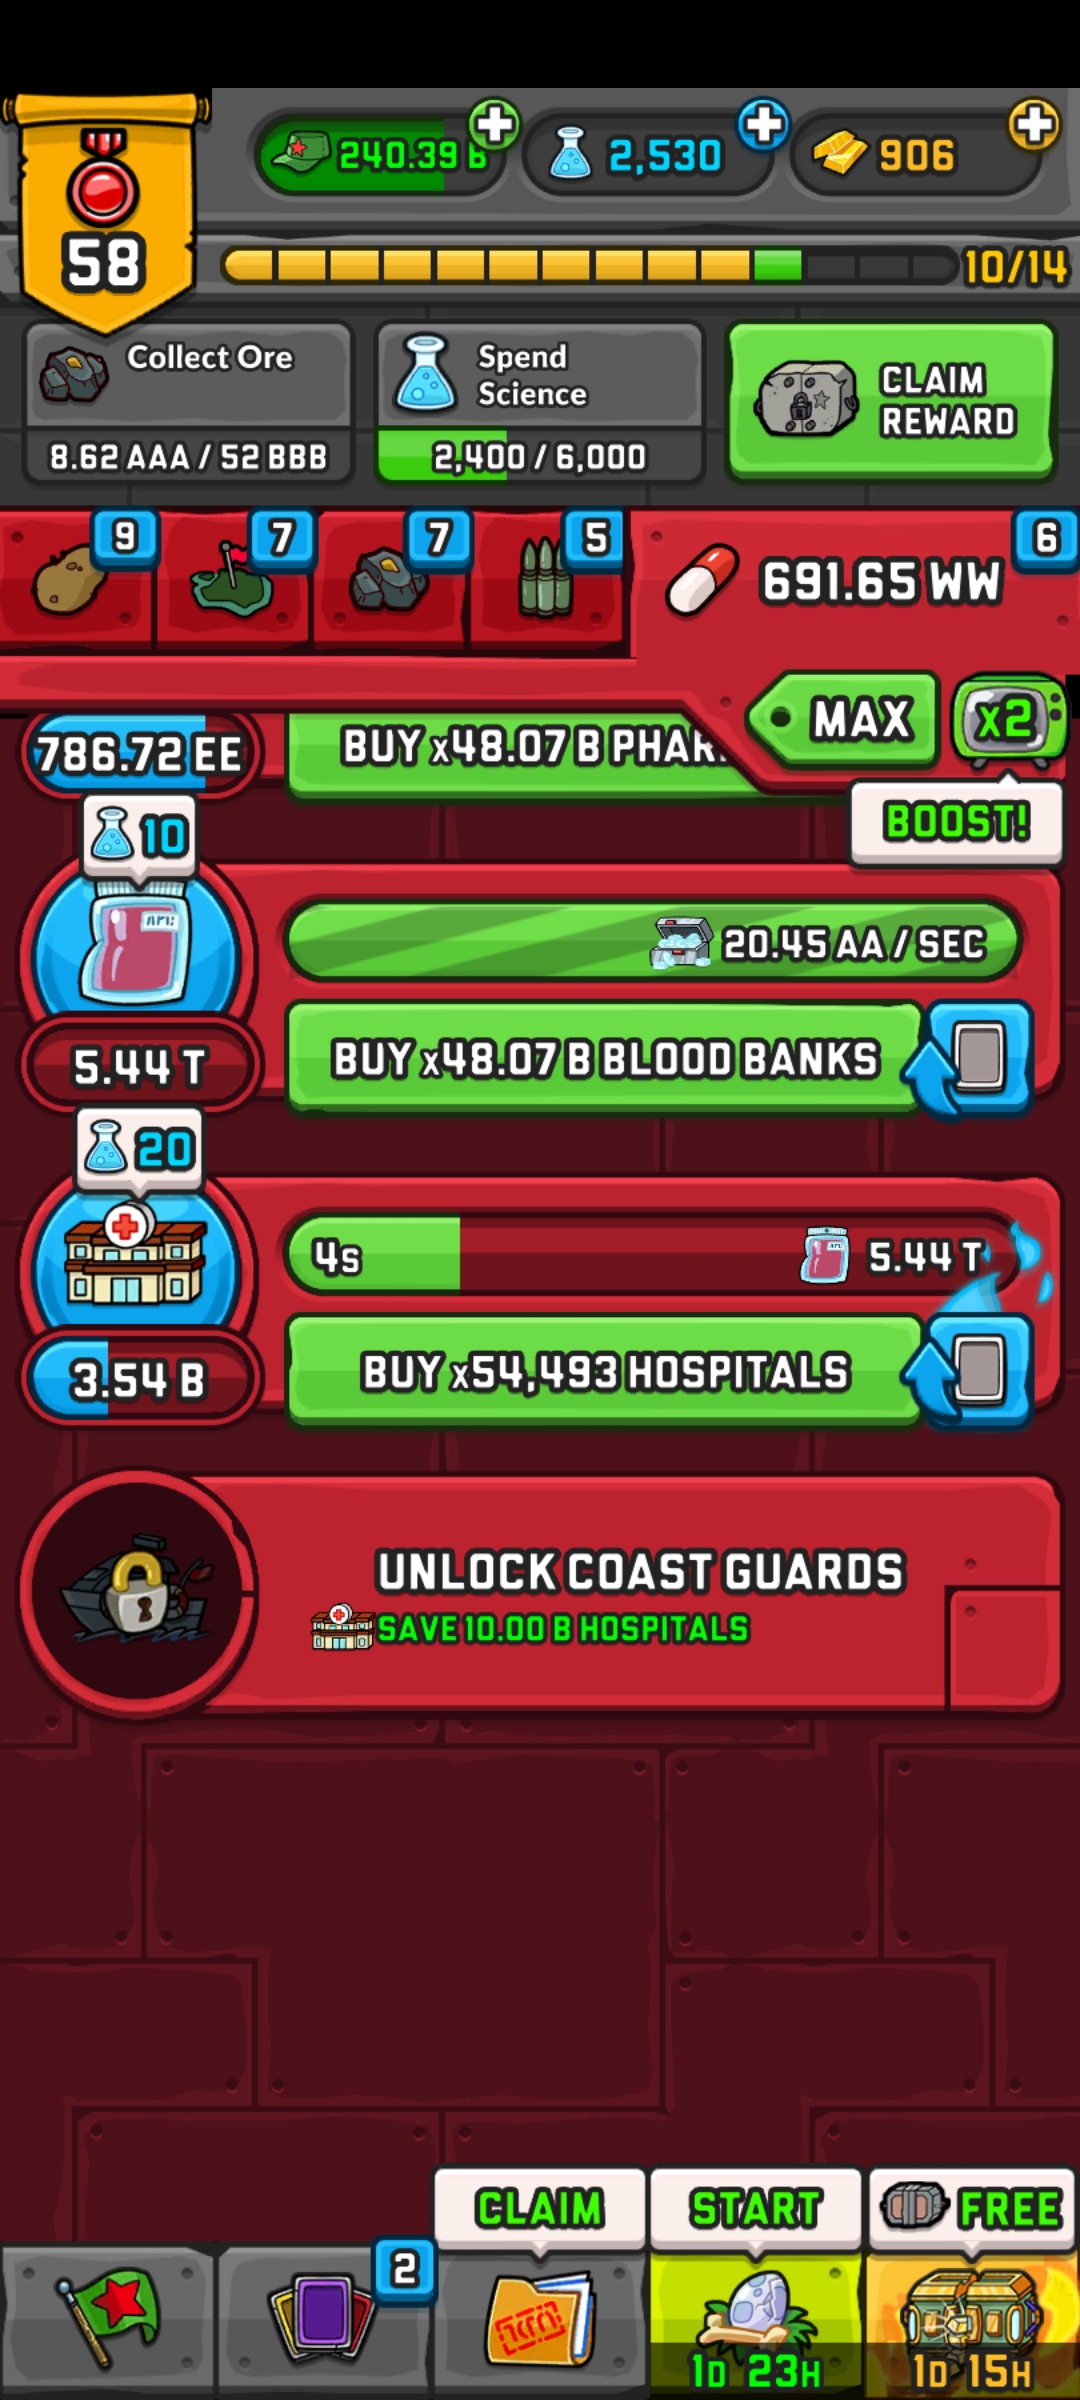 58
240.39 B
2,530
906
10/14
Collect Ore
8.62 AAA / 52 BBB
Spend
Science
2,400 / 6,000
CLAIM
REWARD
9
7
7
5
6
691.65 WW
MAX
x2
BOOST!
786.72 EE
BUY x48.07 B PHAR
10
20.45 AA / SEC
5.44 T
BUY x48.07 B BLOOD BANKS
20
4s
5.44 T
3.54 B
BUY x54,493 HOSPITALS
UNLOCK COAST GUARDS
SAVE 10.00 B HOSPITALS
CLAIM
START
FREE
2
1D 23H
1D 15H